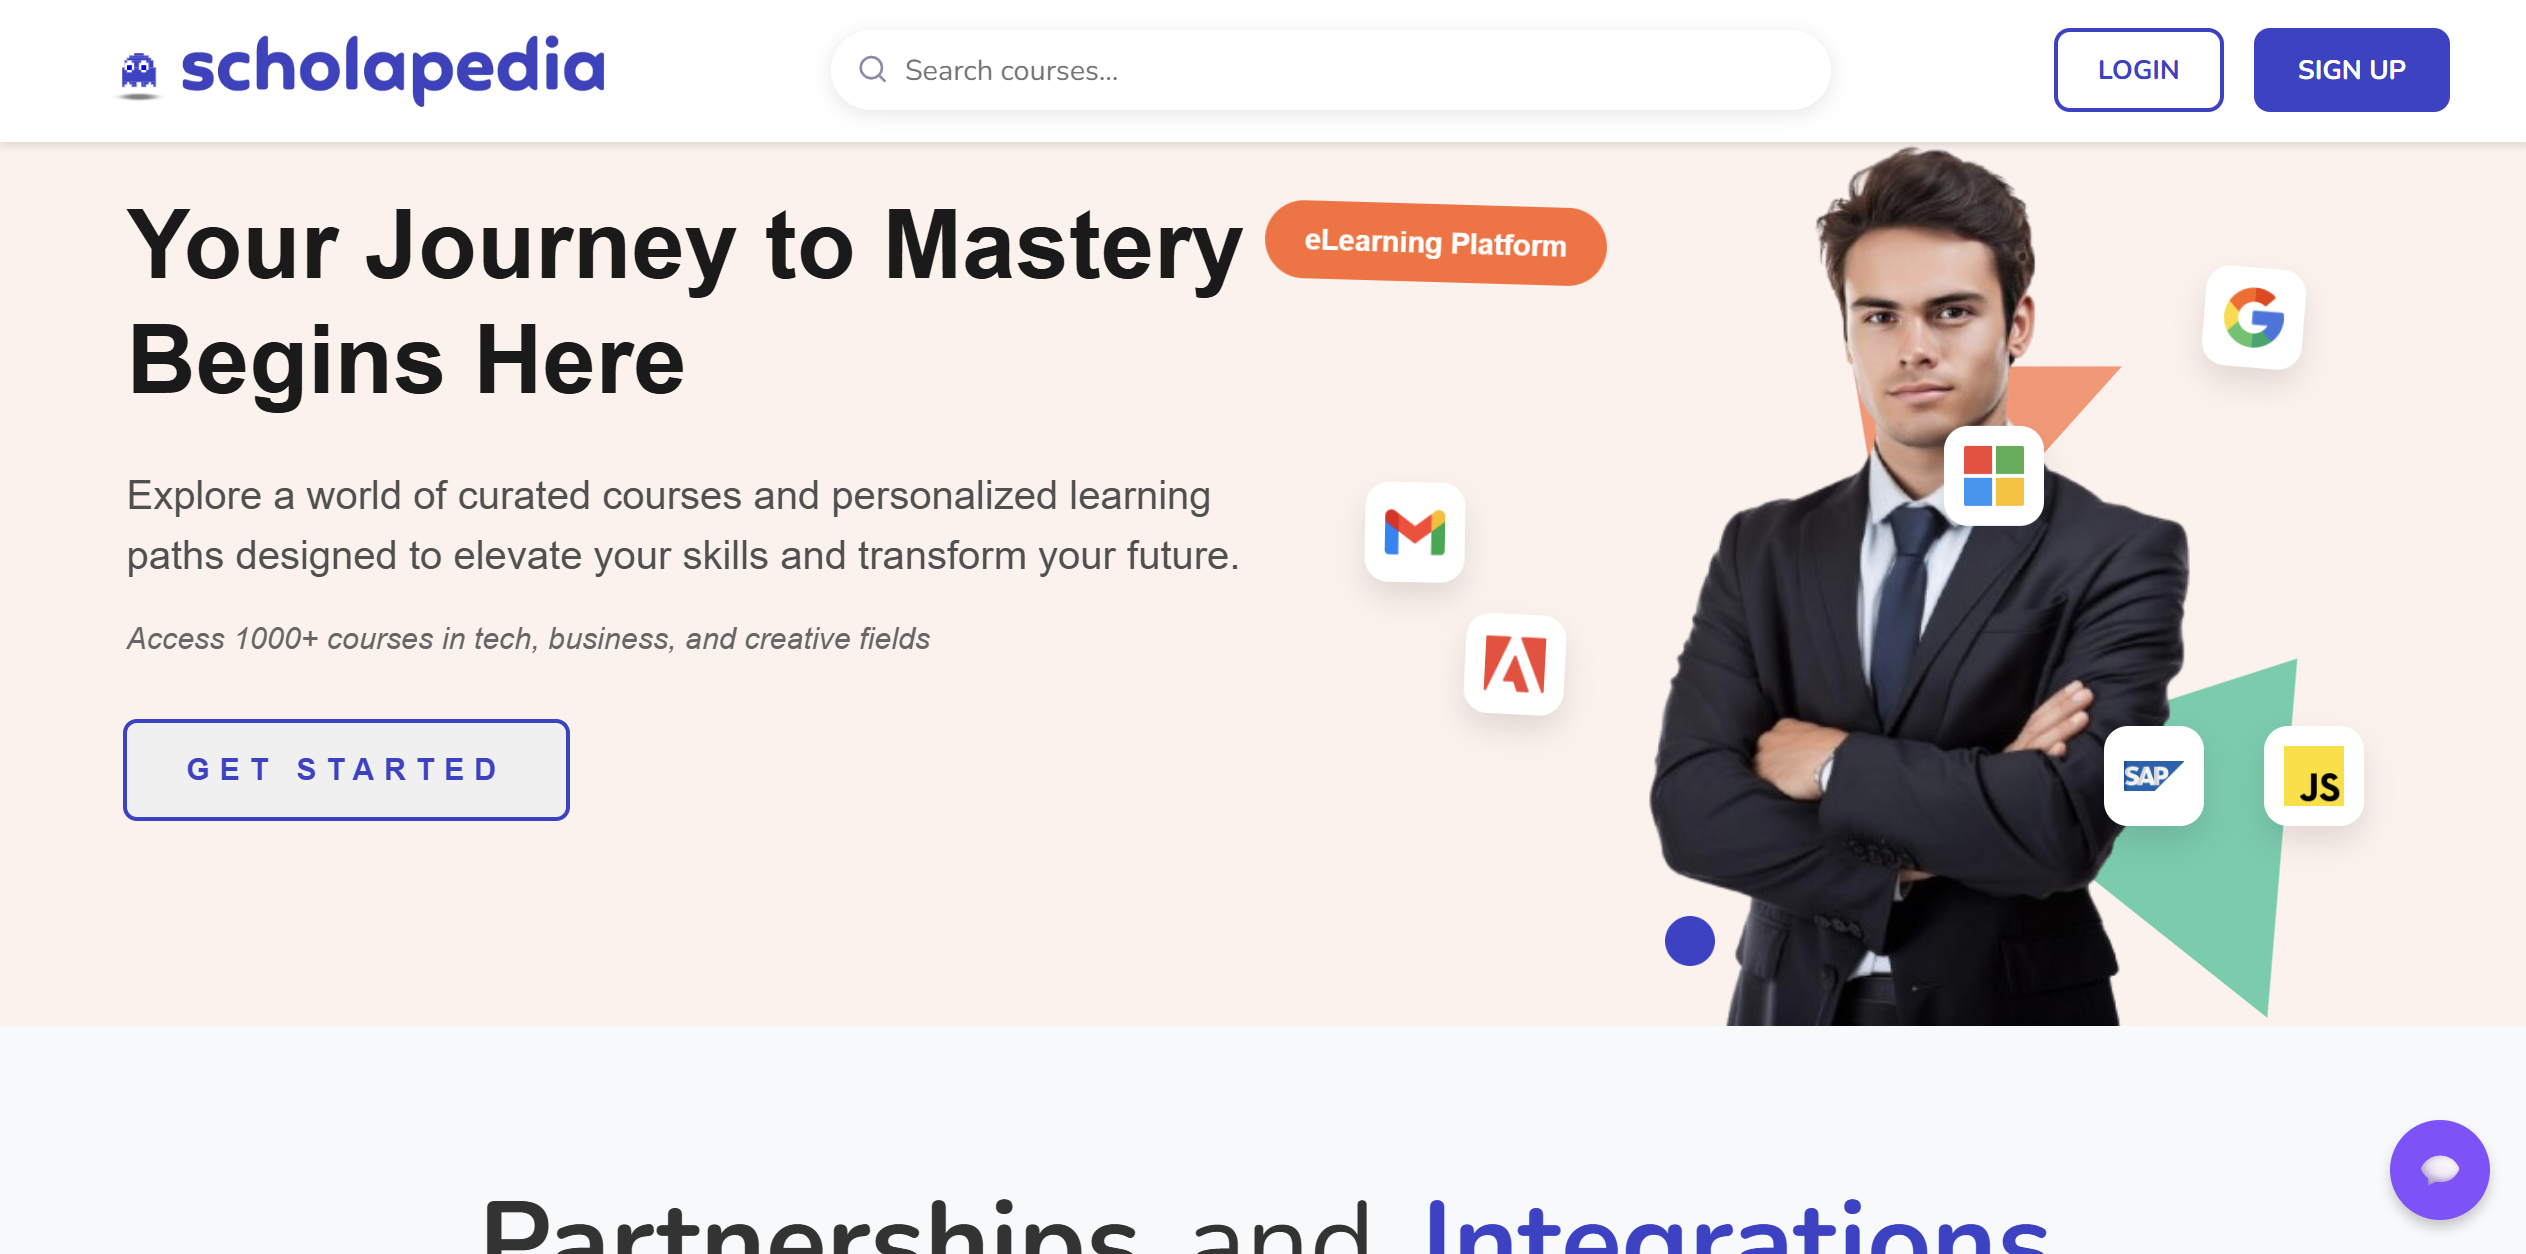 scholapedia
Search courses...
LOGIN
SIGN UP
Your Journey to Mastery
eLearning Platform
Begins Here
Explore a world of curated courses and personalized learning
paths designed to elevate your skills and transform your future.
Access 1000+ courses in tech, business, and creative fields
GET STARTED
SAP
JS
Partnerships and Integrations